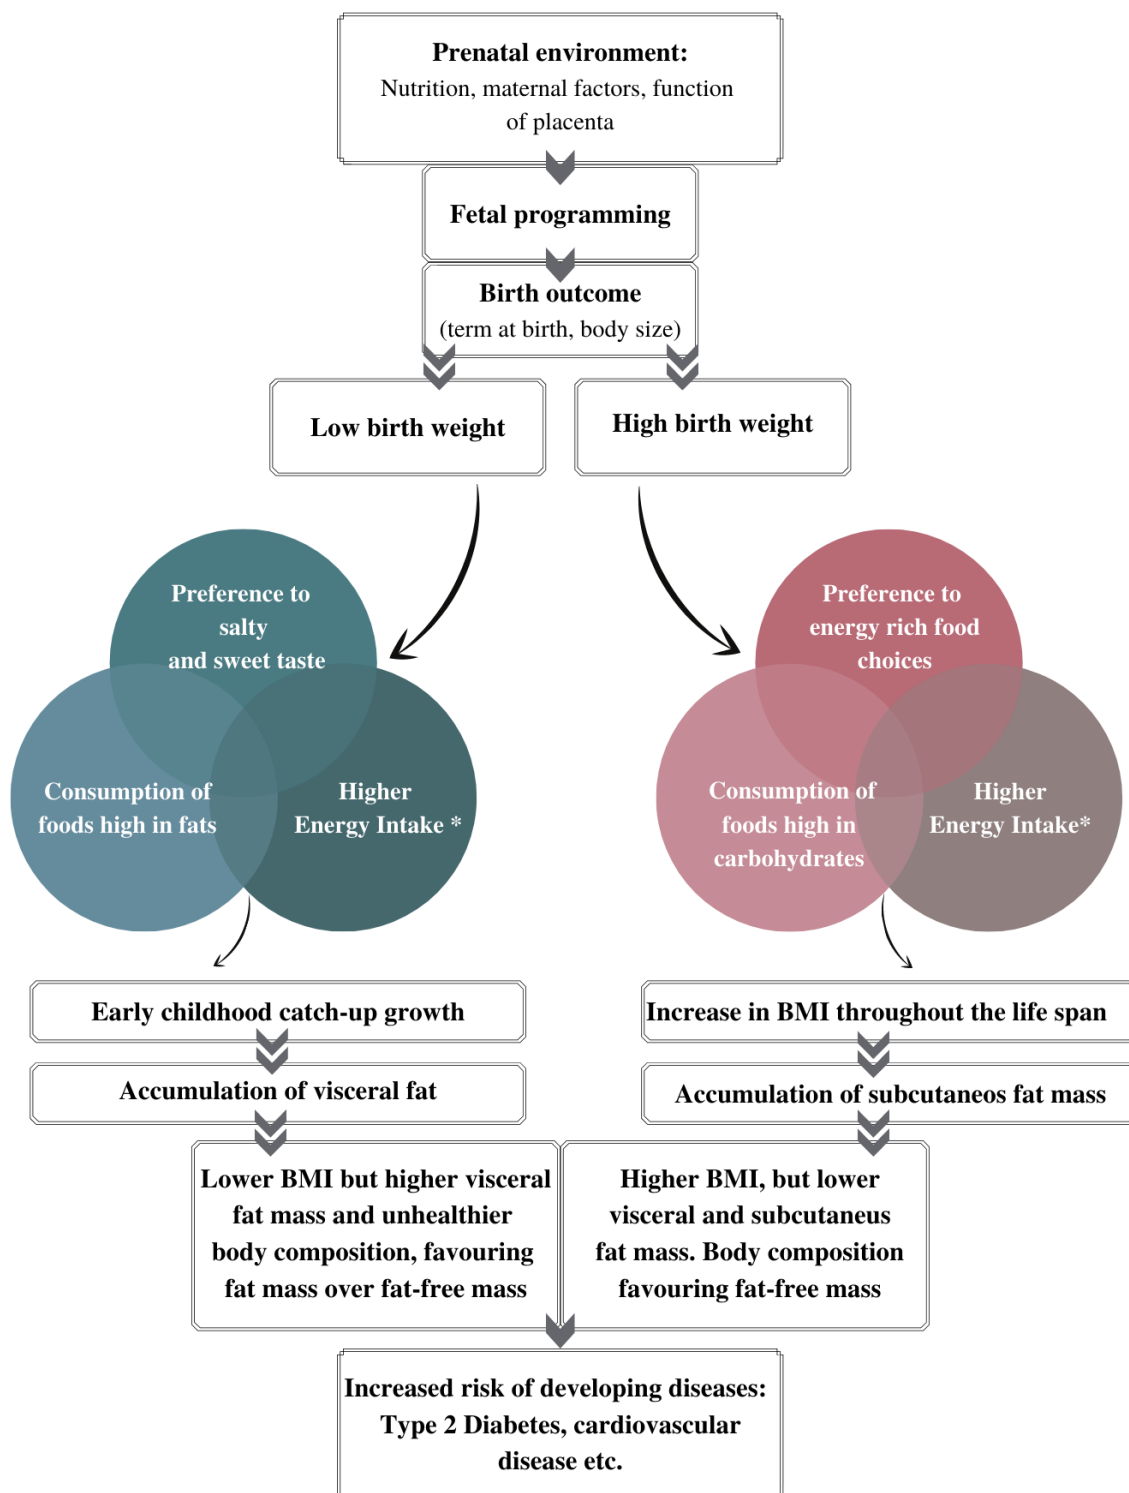 Prenatal environment:
Nutrition, maternal factors, function
of placenta
Fetal programming
Birth outcome
(term at birth, body size)
Low birth weight
High birth weight
Preference to
salty
and sweet taste
Consumption of
foods high in fats
Higher
Energy Intake *
Preference to
energy rich food
choices
Consumption of
foods high in
carbohydrates
Higher
Energy Intake*
Early childhood catch-up growth
Accumulation of visceral fat
Lower BMI but higher visceral
fat mass and unhealthier
body composition, favouring
fat mass over fat-free mass
Increase in BMI throughout the life span
Accumulation of subcutaneos fat mass
Higher BMI, but lower
visceral and subcutaneus
fat mass. Body composition
favouring fat-free mass
Increased risk of developing diseases:
Type 2 Diabetes, cardiovascular
disease etc.